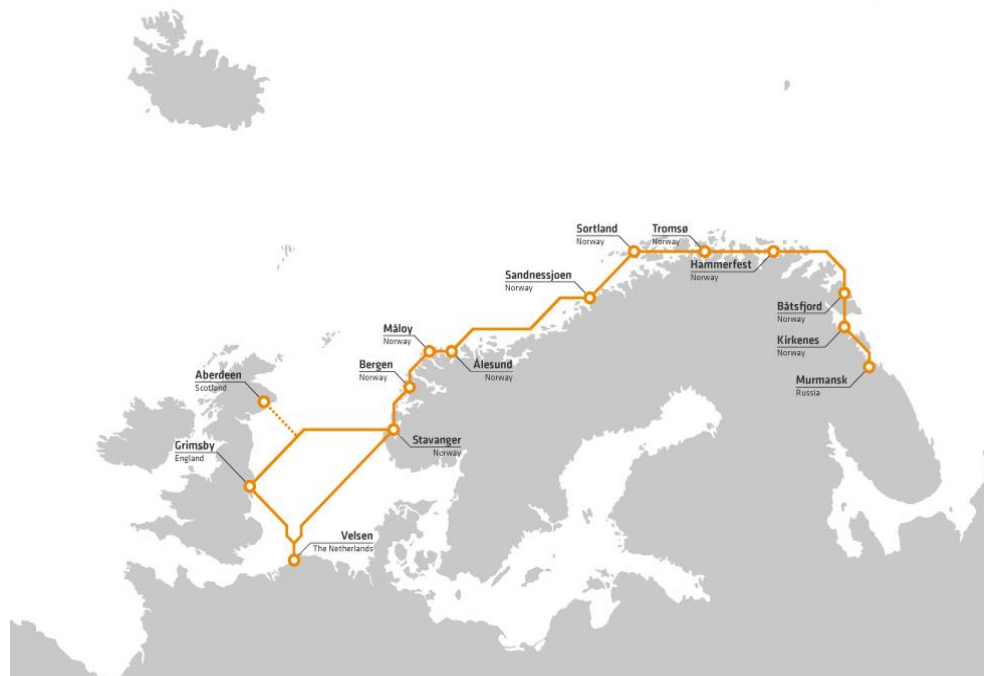 Sortland
Norway
Tromsø
Norway
Hammerfest
Norway
Sandnessjoen
Norway
Båtsfjord
Norway
Måloy
Norway
Kirkenes
Norway
Bergen
Norway
Ålesund
Norway
Aberdeen
Scotland
Murmansk
Russia
Grimsby
England
Stavanger
Norway
Velsen
The Netherlands